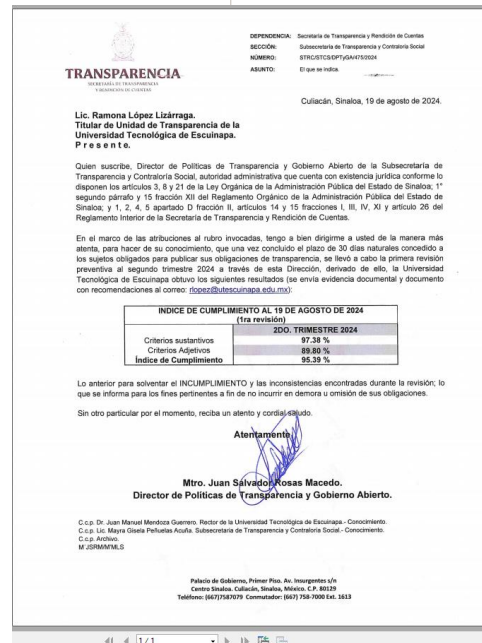 DEPENDENCIA: Secretaría de Transparencia y Rendición de Cuentas
SECCIÓN: Subsecretaría de Transparencia y Contraloría Social
NÚMERO: STRC/STCS/DPTyGA/475/2024
ASUNTO: El que se indica.
TRANSPARENCIA
SECRETARÍA DE TRANSPARENCIA
Y RENDICIÓN DE CUENTAS
Culiacán, Sinaloa, 19 de agosto de 2024.
Lic. Ramona López Lizárraga.
Titular de Unidad de Transparencia de la
Universidad Tecnológica de Escuinapa.
P r e s e n t e.
Quien suscribe, Director de Políticas de Transparencia y Gobierno Abierto de la Subsecretaría de
Transparencia y Contraloría Social, autoridad administrativa que cuenta con existencia jurídica conforme lo
disponen los artículos 3, 8 y 21 de la Ley Orgánica de la Administración Pública del Estado de Sinaloa; 1°
segundo párrafo y 15 fracción XII del Reglamento Orgánico de la Administración Pública del Estado de
Sinaloa; y 1, 2, 4, 5 apartado D fracción II, artículos 14 y 15 fracciones I, III, IV, XI y artículo 26 del
Reglamento Interior de la Secretaría de Transparencia y Rendición de Cuentas.
En el marco de las atribuciones al rubro invocadas, tengo a bien dirigirme a usted de la manera más
atenta, para hacer de su conocimiento, que una vez concluido el plazo de 30 días naturales concedido a
los sujetos obligados para publicar sus obligaciones de transparencia, se llevó a cabo la primera revisión
preventiva al segundo trimestre 2024 a través de esta Dirección, derivado de ello, la Universidad
Tecnológica de Escuinapa obtuvo los siguientes resultados (se envía evidencia documental y documento
con recomendaciones al correo: rlopez@utescuinapa.edu.mx):
INDICE DE CUMPLIMIENTO AL 19 DE AGOSTO DE 2024
(1ra revisión)
2DO. TRIMESTRE 2024
Criterios sustantivos 97.38 %
Criterios Adjetivos 89.80 %
Índice de Cumplimiento 95.39 %
Lo anterior para solventar el INCUMPLIMIENTO y las inconsistencias encontradas durante la revisión; lo
que se informa para los fines pertinentes a fin de no incurrir en demora u omisión de sus obligaciones.
Sin otro particular por el momento, reciba un atento y cordial saludo.
Atentamente,
Mtro. Juan Salvador Rosas Macedo.
Director de Políticas de Transparencia y Gobierno Abierto.
C.c.p. Dr. Juan Manuel Mendoza Guerrero. Rector de la Universidad Tecnológica de Escuinapa.- Conocimiento.
C.c.p. Lic. Mayra Gisela Peñuelas Acuña. Subsecretaria de Transparencia y Contraloría Social.- Conocimiento.
C.c.p. Archivo.
M´JSRM/M'MLS
Palacio de Gobierno, Primer Piso. Av. Insurgentes s/n
Centro Sinaloa. Culiacán, Sinaloa, México. C.P. 80129
Teléfono: (667)7587079 Conmutador: (667) 758-7000 Ext. 1613
1 / 1